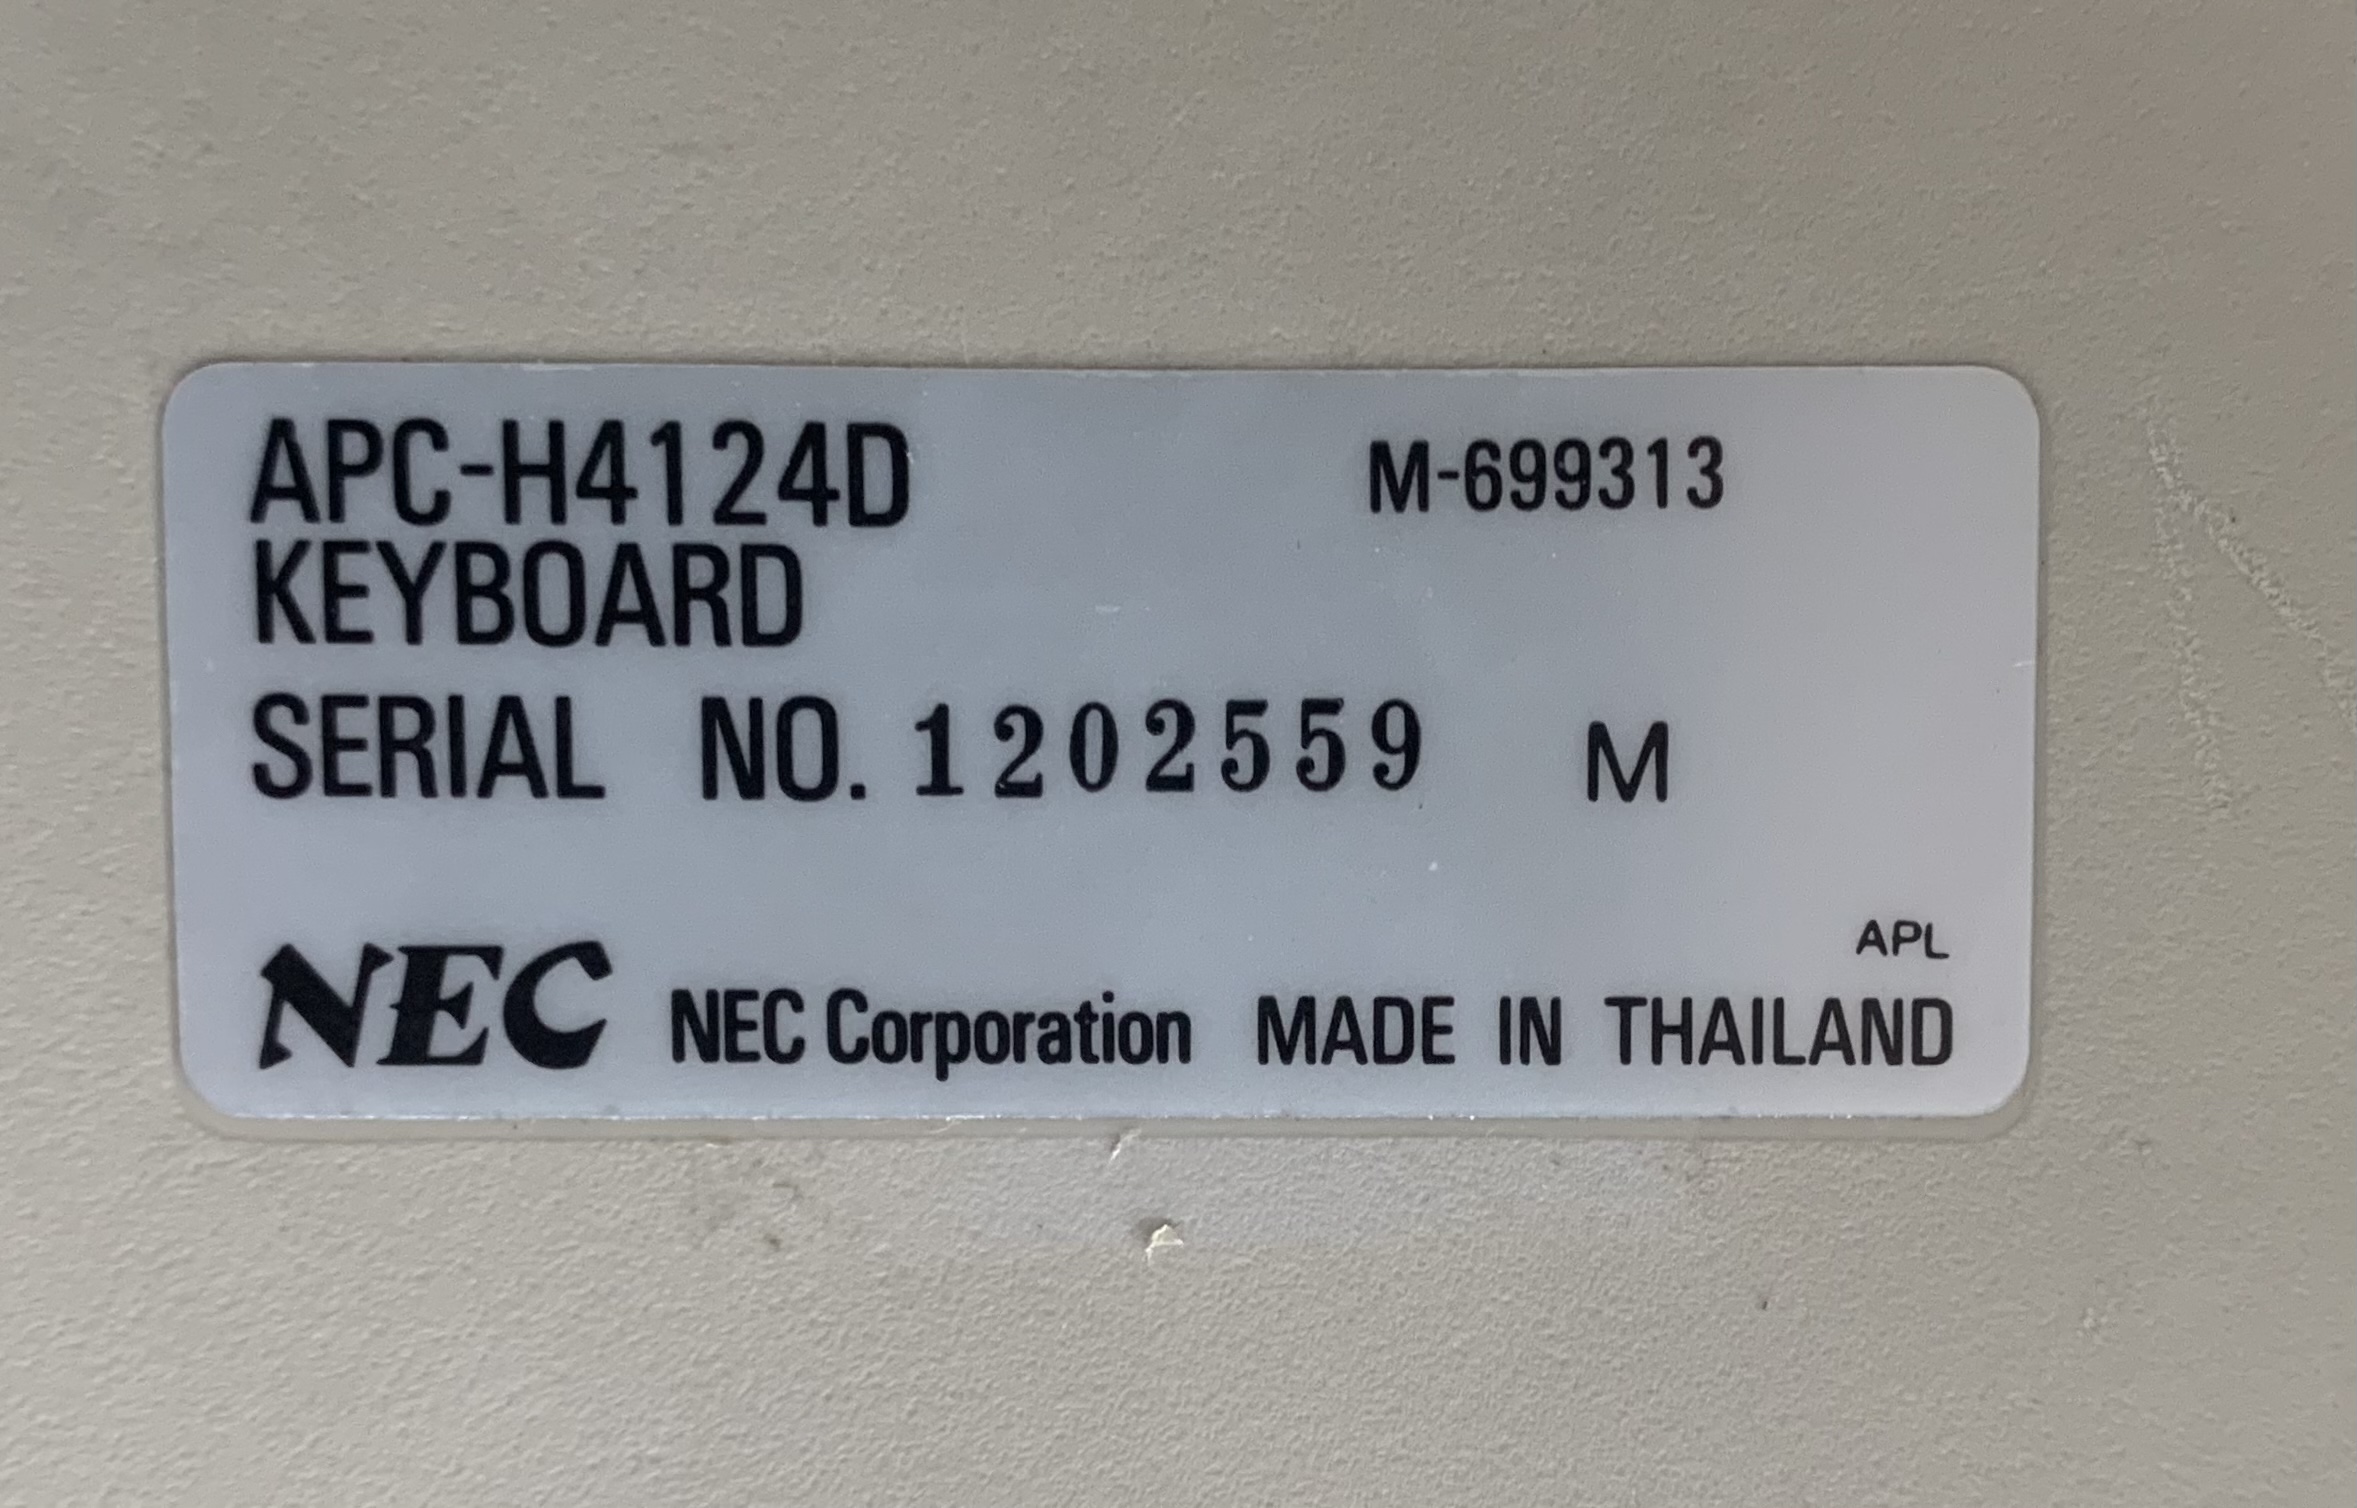 APC-H4124D M-699313
KEYBOARD
SERIAL NO. 1202559 M
APL
NEC NEC Corporation MADE IN THAILAND